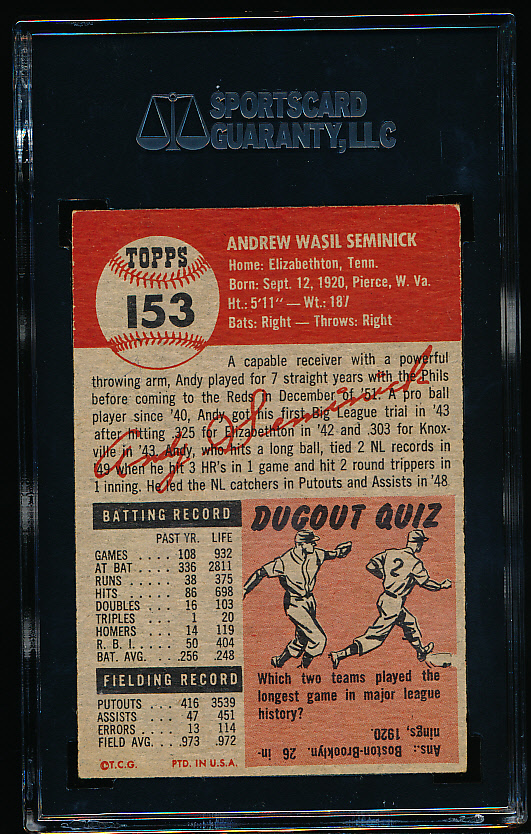 SPORTSCARD
GUARANTY, LLC
TOPPS
153
ANDREW WASIL SEMINICK
Home: Elizabethton, Tenn.
Born: Sept. 12, 1920, Pierce, W. Va.
Ht.: 5'11" — Wt.: 187
Bats: Right — Throws: Right
A capable receiver with a powerful
throwing arm, Andy played for 7 straight years with the Phils
before coming to the Reds in December of '51. A pro ball
player since '40, Andy got his first Big League trial in '43
after hitting .325 for Elizabethton in '42 and .303 for Knox-
ville in '43. Andy, who hits a long ball, tied 2 NL records in
'49 when he hit 3 HR's in 1 game and hit 2 round trippers in
1 inning. He led the NL catchers in Putouts and Assists in '48
Andy Seminick
BATTING RECORD
PAST YR. LIFE
GAMES . . . . 108 932
AT BAT . . . . 336 2811
RUNS . . . . . 38 375
HITS . . . . . 86 698
DOUBLES . . . 16 103
TRIPLES . . . . 1 20
HOMERS . . . . 14 119
R. B. I. . . . . . 50 404
BAT. AVG. . . .256 .248
FIELDING RECORD
PUTOUTS . . . 416 3539
ASSISTS . . . . 47 451
ERRORS . . . . 13 114
FIELD AVG. . . .973 .972
©T.C.G. PTD. IN U.S.A.
DUGOUT QUIZ
2
Which two teams played the
longest game in major league
history?
Ans.: Boston-Brooklyn. 26 in-
nings, 1920.